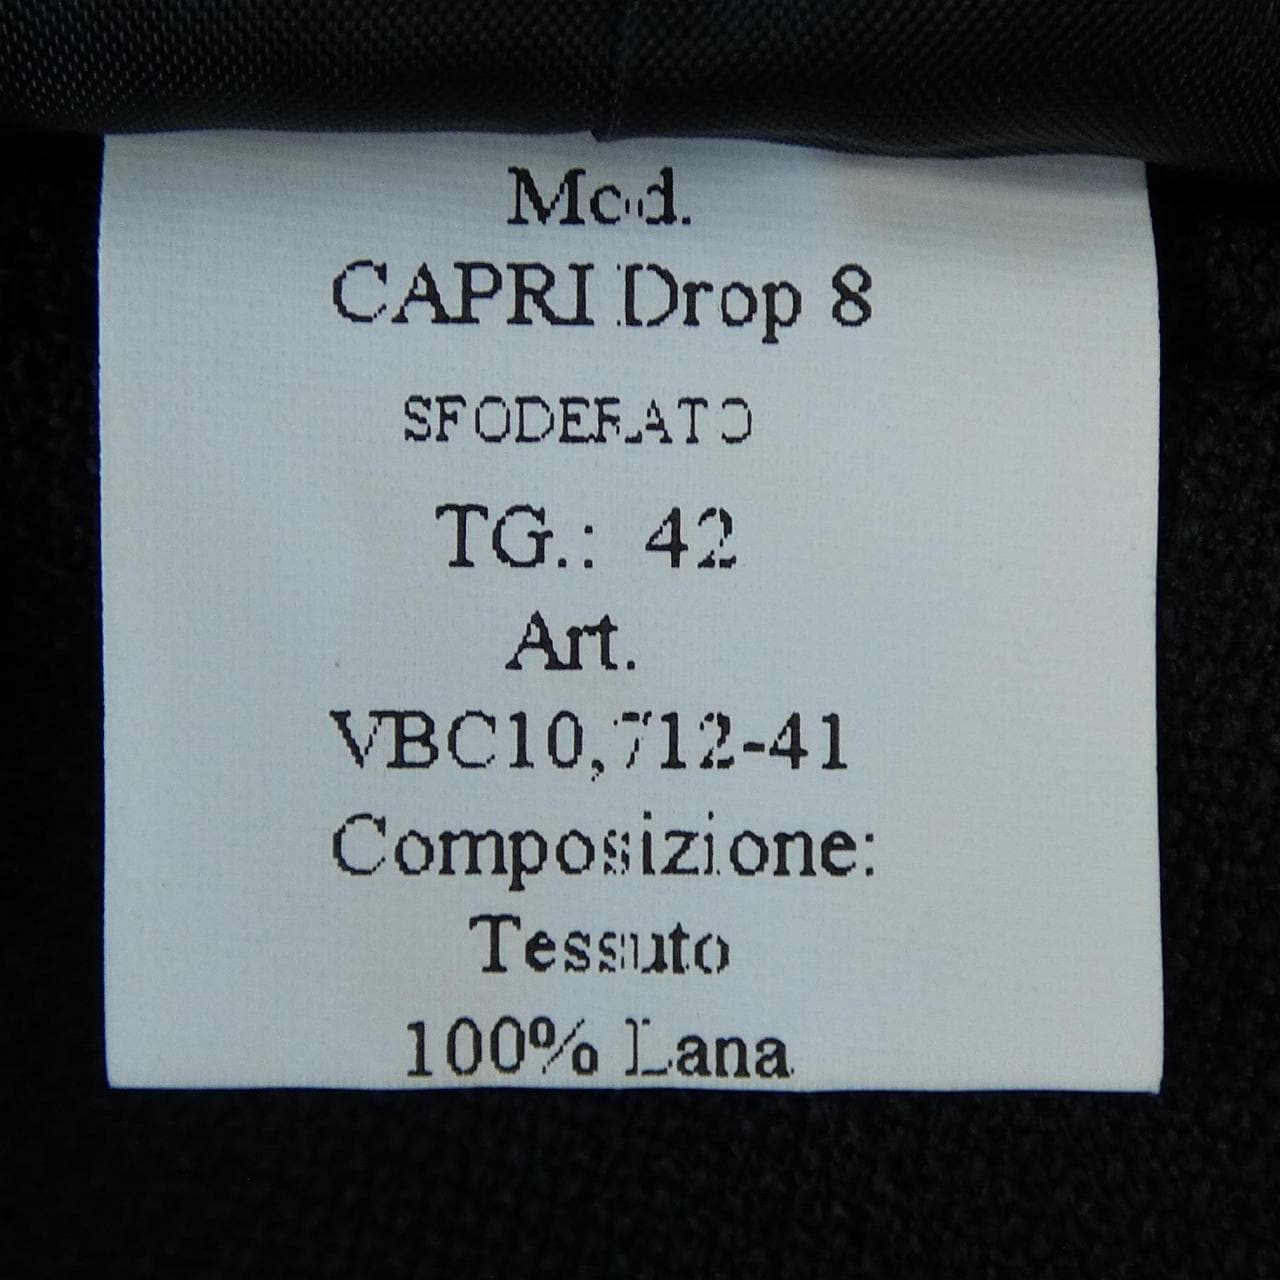 Mod.
CAPRI Drop 8
SFODERATO
TG.: 42
Art.
VBC10,712-41
Composizione:
Tessuto
100% Lana